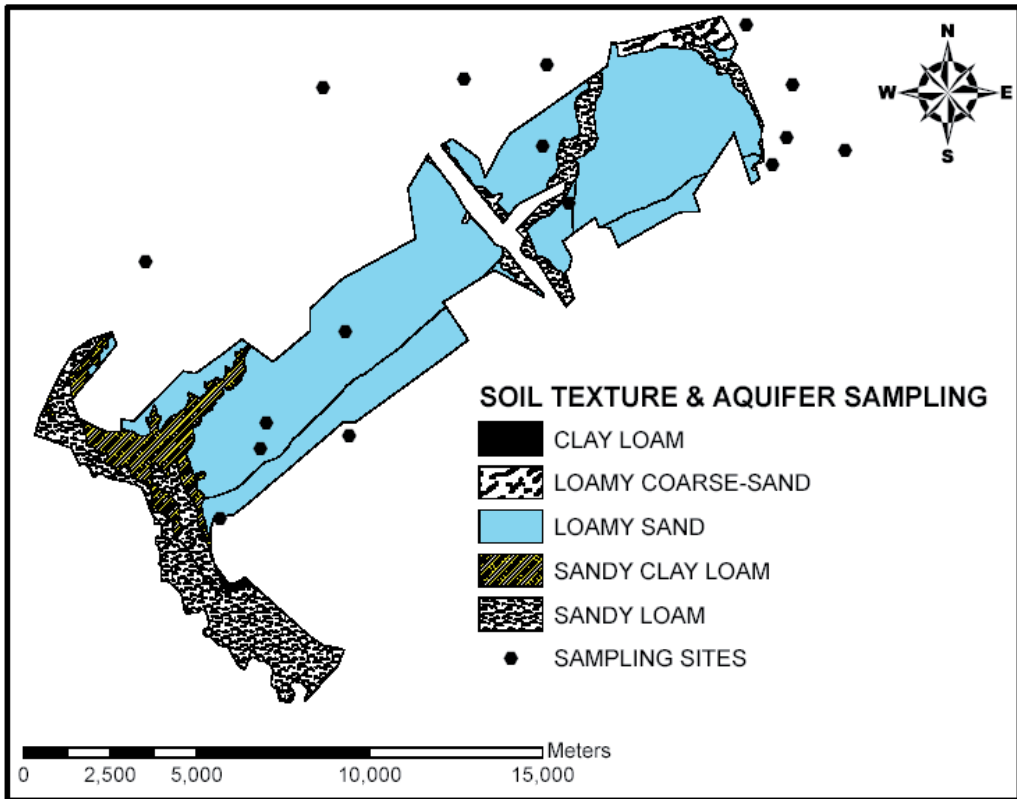 N
W E
S
SOIL TEXTURE & AQUIFER SAMPLING
CLAY LOAM
LOAMY COARSE-SAND
LOAMY SAND
SANDY CLAY LOAM
SANDY LOAM
SAMPLING SITES
Meters
0 2,500 5,000 10,000 15,000